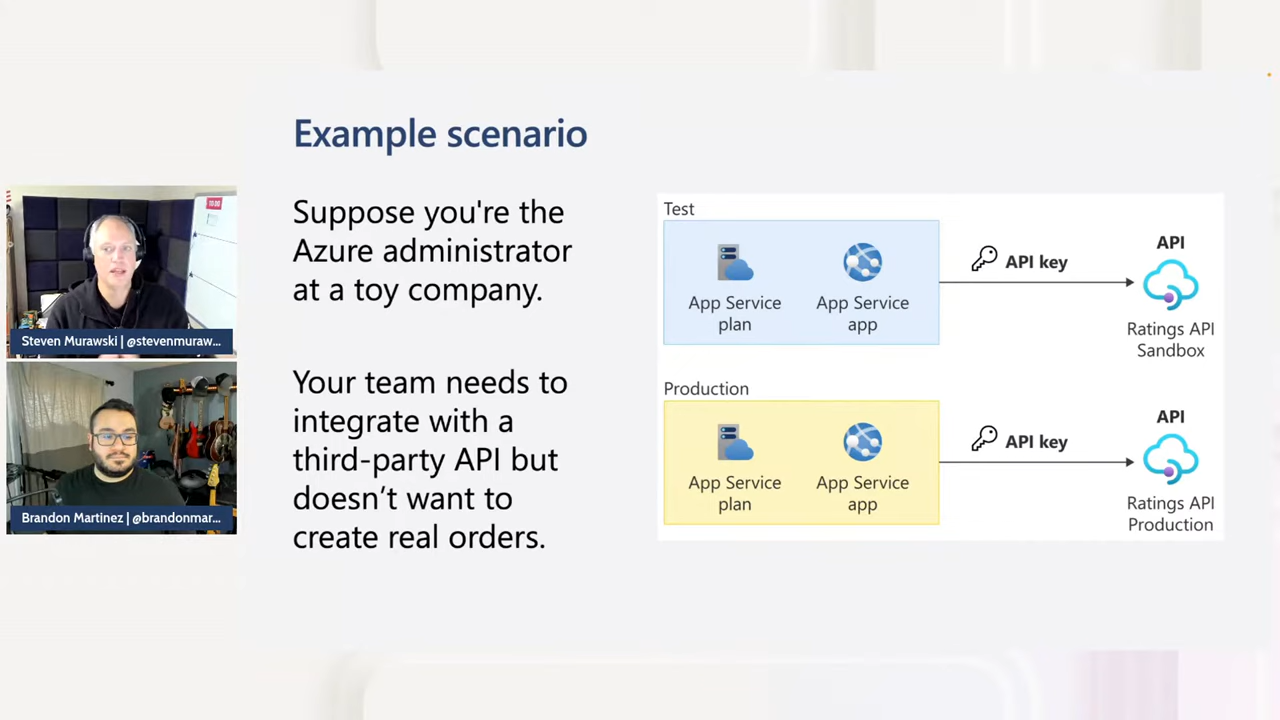 Example scenario
Suppose you're the
Azure administrator
at a toy company.
Your team needs to
integrate with a
third-party API but
doesn’t want to
create real orders.
Test
App Service
plan
App Service
app
API key
API
Ratings API
Sandbox
Production
App Service
plan
App Service
app
API key
API
Ratings API
Production
TO DO
Steven Murawski | @stevenmuraw...
Brandon Martinez | @brandonmar...